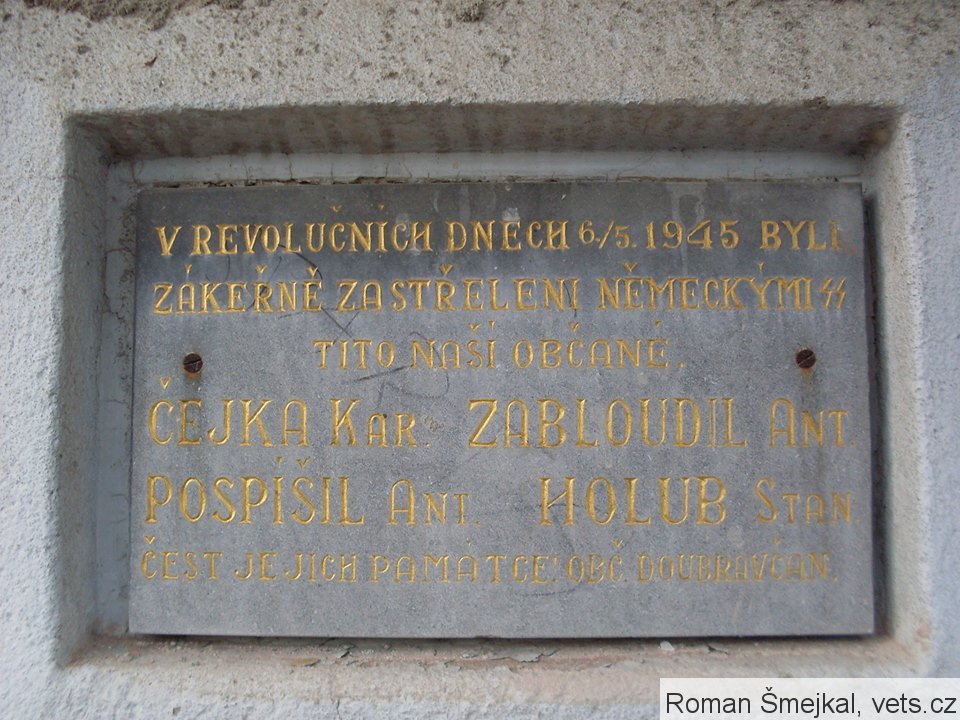 V REVOLUČNÍCH DNECH 6/5. 1945 BYLI
ZÁKEŘNĚ ZASTŘELENI NĚMECKÝMI SS
TITO NAŠÍ OBČANÉ.
ČEJKA KAR. ZABLOUDIL ANT.
POSPÍŠIL ANT. HOLUB STAN.
ČEST JEJICH PAMÁTCE! OBČ. DOUBRAVČAN.
Roman Šmejkal, vets.cz